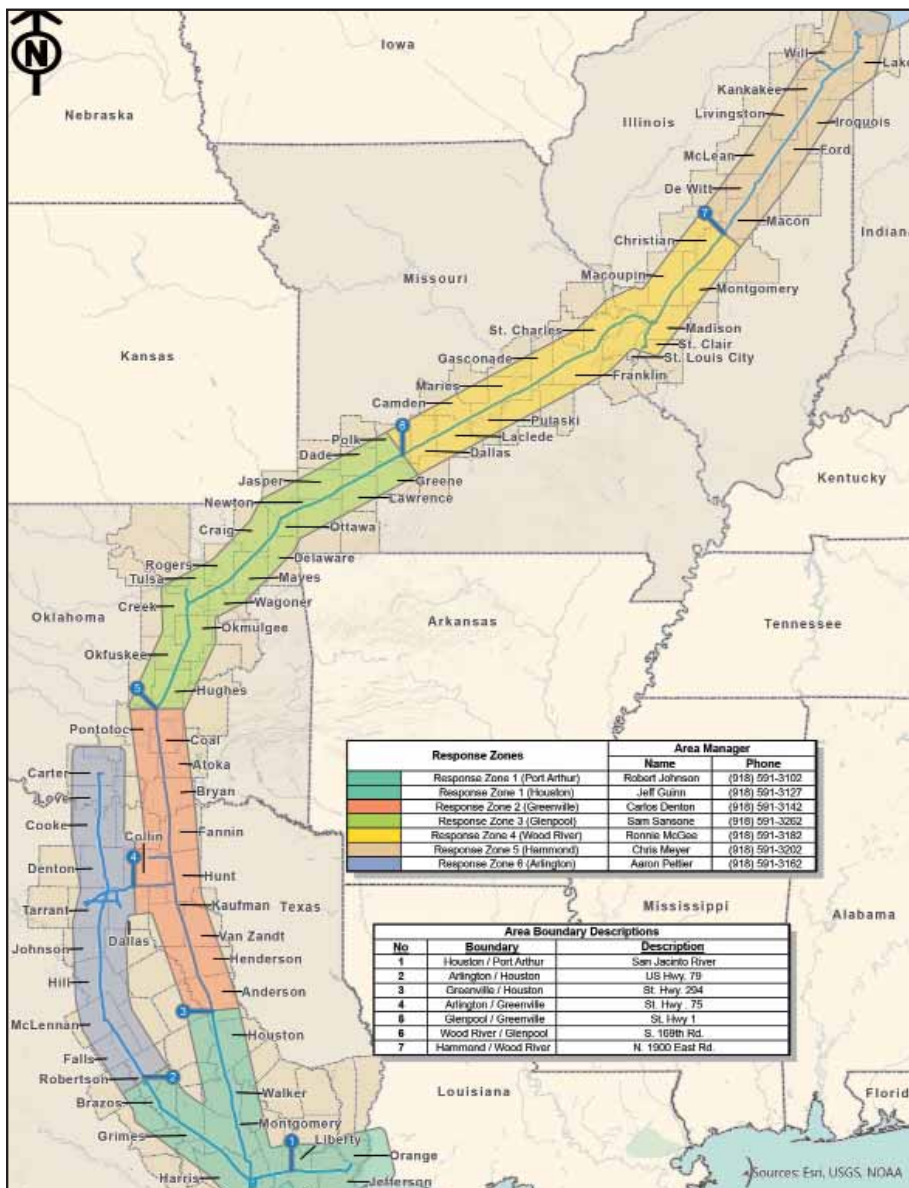 N
Iowa
Will
Lake
Kankakee
Nebraska
Livingston
Illinois
Iroquois
McLean
Ford
De Witt
7
Macon
Christian
Indiana
Missouri
Macoupin
Montgomery
St. Charles
Madison
Kansas
Gasconade
St. Clair
St. Louis City
Maries
Franklin
Camden
6
Pulaski
Polk
Laclede
Dade
Dallas
Jasper
Greene
Kentucky
Newton
Lawrence
Craig
Ottawa
Rogers
Delaware
Tulsa
Mayes
Creek
Wagoner
Oklahoma
Arkansas
Tennessee
Okmulgee
Okfuskee
5
Hughes
Pontotoc
Coal
Carter
Atoka
Love
Bryan
Cooke
Fannin
Collin
4
Denton
Hunt
Tarrant
Kaufman
Texas
Mississippi
Alabama
Dallas
Van Zandt
Johnson
Henderson
Hill
Anderson
3
McLennan
Houston
Falls
2
Robertson
Walker
Brazos
Louisiana
Florid
Montgomery
Grimes
1
Liberty
Orange
Harris
Jefferson
Response Zones Area Manager
Name Phone
Response Zone 1 (Port Arthur) Robert Johnson (918) 591-3102
Response Zone 1 (Houston) Jeff Guinn (918) 591-3127
Response Zone 2 (Greenville) Carlos Denton (918) 591-3142
Response Zone 3 (Glenpool) Sam Sansone (918) 591-3262
Response Zone 4 (Wood River) Ronnie McGee (918) 591-3182
Response Zone 5 (Hammond) Chris Meyer (918) 591-3202
Response Zone 6 (Arlington) Aaron Peltier (918) 591-3162
Area Boundary Descriptions
No Boundary Description
1 Houston / Port Arthur San Jacinto River
2 Arlington / Houston US Hwy. 79
3 Greenville / Houston St. Hwy. 294
4 Arlington / Greenville St. Hwy . 75
5 Glenpool / Greenville St. Hwy 1
6 Wood River / Glenpool S. 169th Rd.
7 Hammond / Wood River N. 1900 East Rd.
Sources: Esri, USGS, NOAA